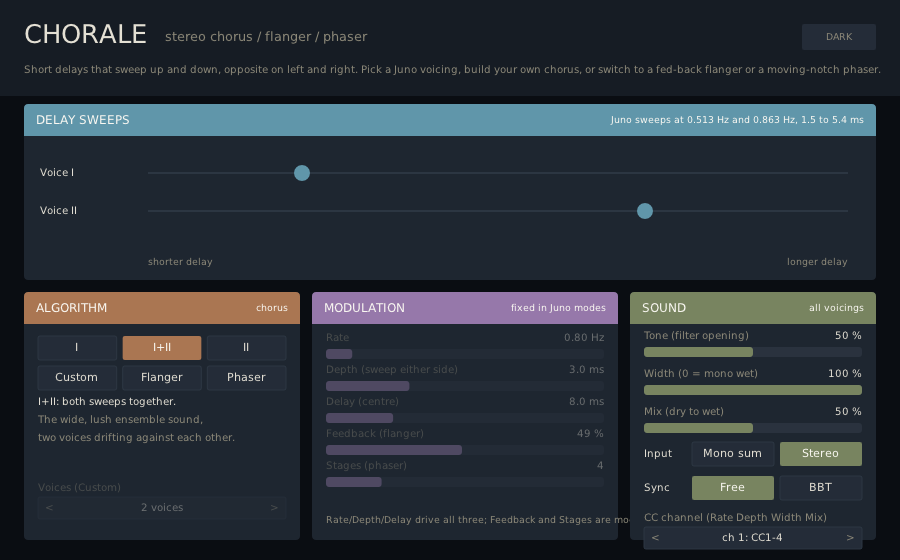 CHORALE stereo chorus / flanger / phaser DARK
Short delays that sweep up and down, opposite on left and right. Pick a Juno voicing, build your own chorus, or switch to a fed-back flanger or a moving-notch phaser.
DELAY SWEEPS Juno sweeps at 0.513 Hz and 0.863 Hz, 1.5 to 5.4 ms
Voice I
Voice II
shorter delay longer delay
ALGORITHM chorus
I I+II II
Custom Flanger Phaser
I+II: both sweeps together.
The wide, lush ensemble sound,
two voices drifting against each other.
Voices (Custom)
< 2 voices >
MODULATION fixed in Juno modes
Rate 0.80 Hz
Depth (sweep either side) 3.0 ms
Delay (centre) 8.0 ms
Feedback (flanger) 49 %
Stages (phaser) 4
Rate/Depth/Delay drive all three; Feedback and Stages are mo
SOUND all voicings
Tone (filter opening) 50 %
Width (0 = mono wet) 100 %
Mix (dry to wet) 50 %
Input Mono sum Stereo
Sync Free BBT
CC channel (Rate Depth Width Mix)
< ch 1: CC1-4 >